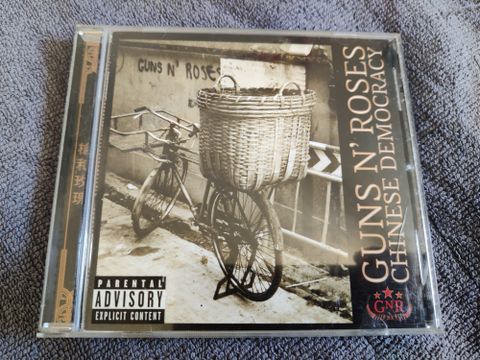 GUNS N' ROSES
GUNS N' ROSES
CHINESE DEMOCRACY
PARENTAL
ADVISORY
EXPLICIT CONTENT
GNR